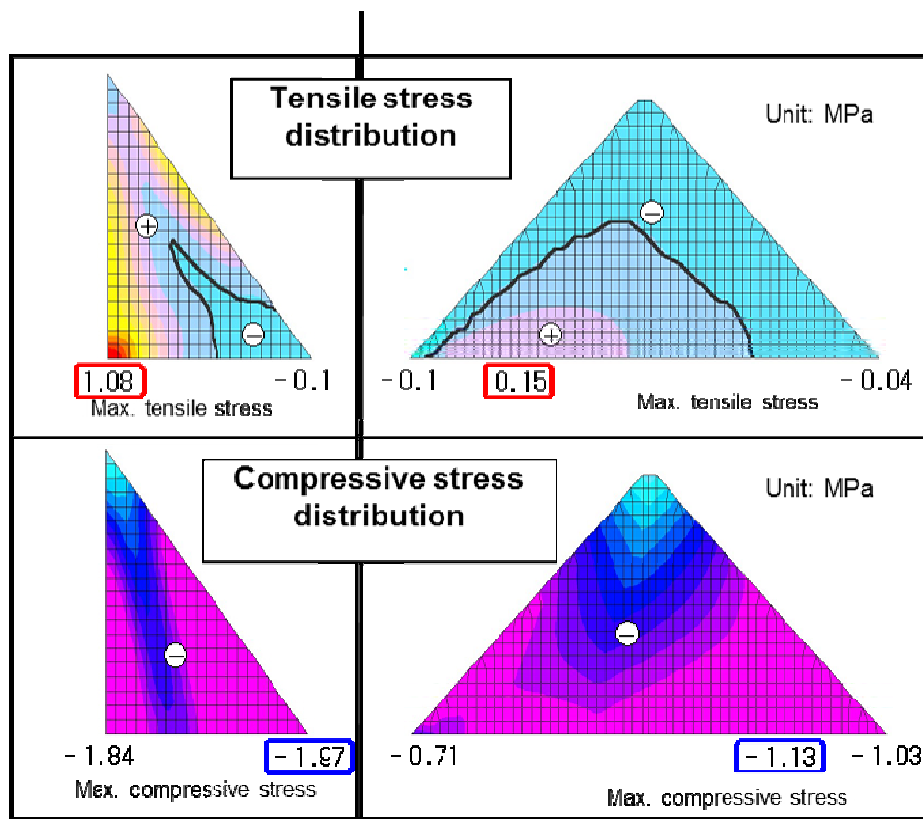 Tensile stress
distribution
Unit: MPa
+
−
−
+
1.08
-0.1
Max. tensile stress
-0.1
0.15
-0.04
Max. tensile stress
Compressive stress
distribution
Unit: MPa
−
−
-1.84
-1.97
Max. compressive stress
-0.71
-1.13
-1.03
Max. compressive stress